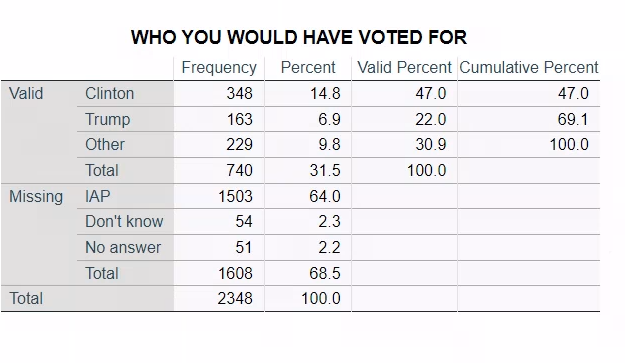 WHO YOU WOULD HAVE VOTED FOR
Frequency Percent Valid Percent Cumulative Percent
Valid Clinton 348 14.8 47.0 47.0
Trump 163 6.9 22.0 69.1
Other 229 9.8 30.9 100.0
Total 740 31.5 100.0
Missing IAP 1503 64.0
Don't know 54 2.3
No answer 51 2.2
Total 1608 68.5
Total 2348 100.0